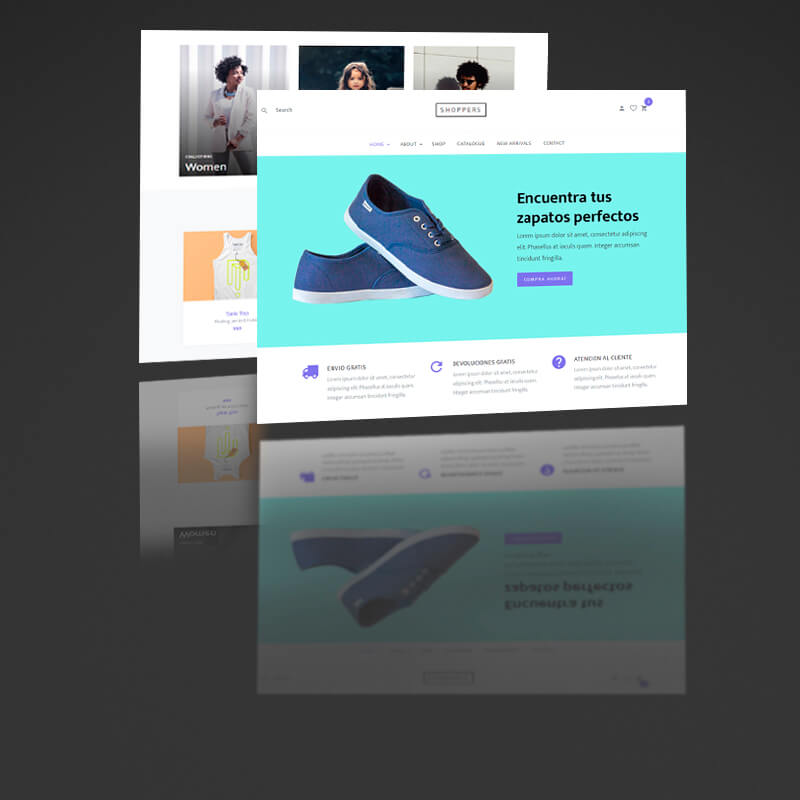 COLLECTIONS
Women
Tank Top
$50
Search
SHOPPERS
2
HOME
ABOUT
SHOP
CATALOGUE
NEW ARRIVALS
CONTACT
Encuentra tus
zapatos perfectos
Lorem ipsum dolor sit amet, consectetur adipiscing
elit. Phasellus at iaculis quam. Integer accumsan
tincidunt fringilla.
COMPRA AHORA!
ENVIO GRATIS
Lorem ipsum dolor sit amet, consectetur
adipiscing elit. Phasellus at iaculis quam.
Integer accumsan tincidunt fringilla.
DEVOLUCIONES GRATIS
Lorem ipsum dolor sit amet, consectetur
adipiscing elit. Phasellus at iaculis quam.
Integer accumsan tincidunt fringilla.
ATENCION AL CLIENTE
Lorem ipsum dolor sit amet, consectetur
adipiscing elit. Phasellus at iaculis quam.
Integer accumsan tincidunt fringilla.